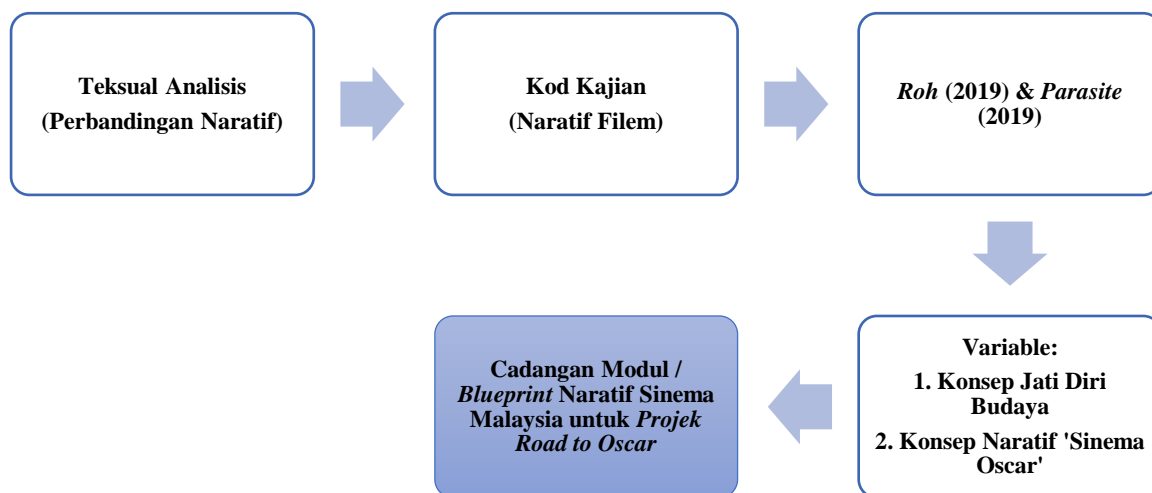 Teksual Analisis
(Perbandingan Naratif)
Kod Kajian
(Naratif Filem)
Roh (2019) & Parasite
(2019)
Variable:
1. Konsep Jati Diri
Budaya
2. Konsep Naratif 'Sinema
Oscar'
Cadangan Modul /
Blueprint Naratif Sinema
Malaysia untuk Projek
Road to Oscar